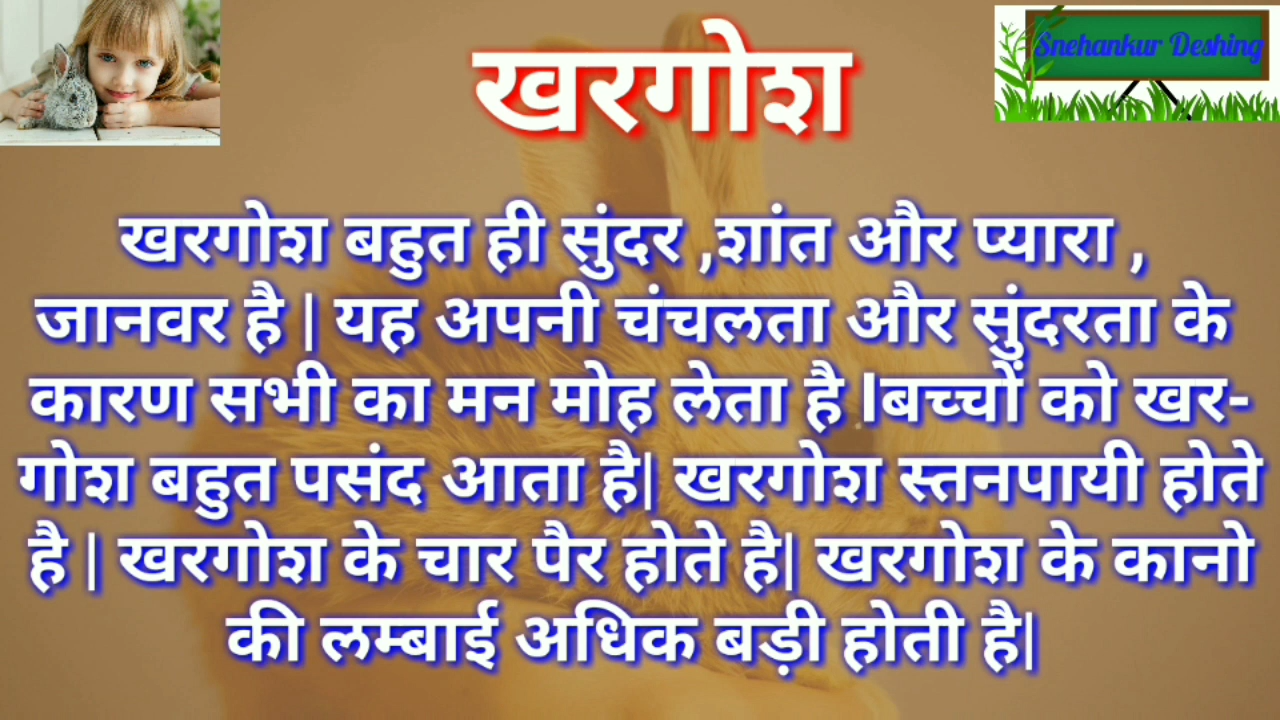 खरगोश
Snehankur Deshing
खरगोश बहुत ही सुंदर ,शांत और प्यारा ,
जानवर है | यह अपनी चंचलता और सुंदरता के
कारण सभी का मन मोह लेता है lबच्चों को खर-
गोश बहुत पसंद आता है| खरगोश स्तनपायी होते
है | खरगोश के चार पैर होते है| खरगोश के कानो
की लम्बाई अधिक बड़ी होती है|